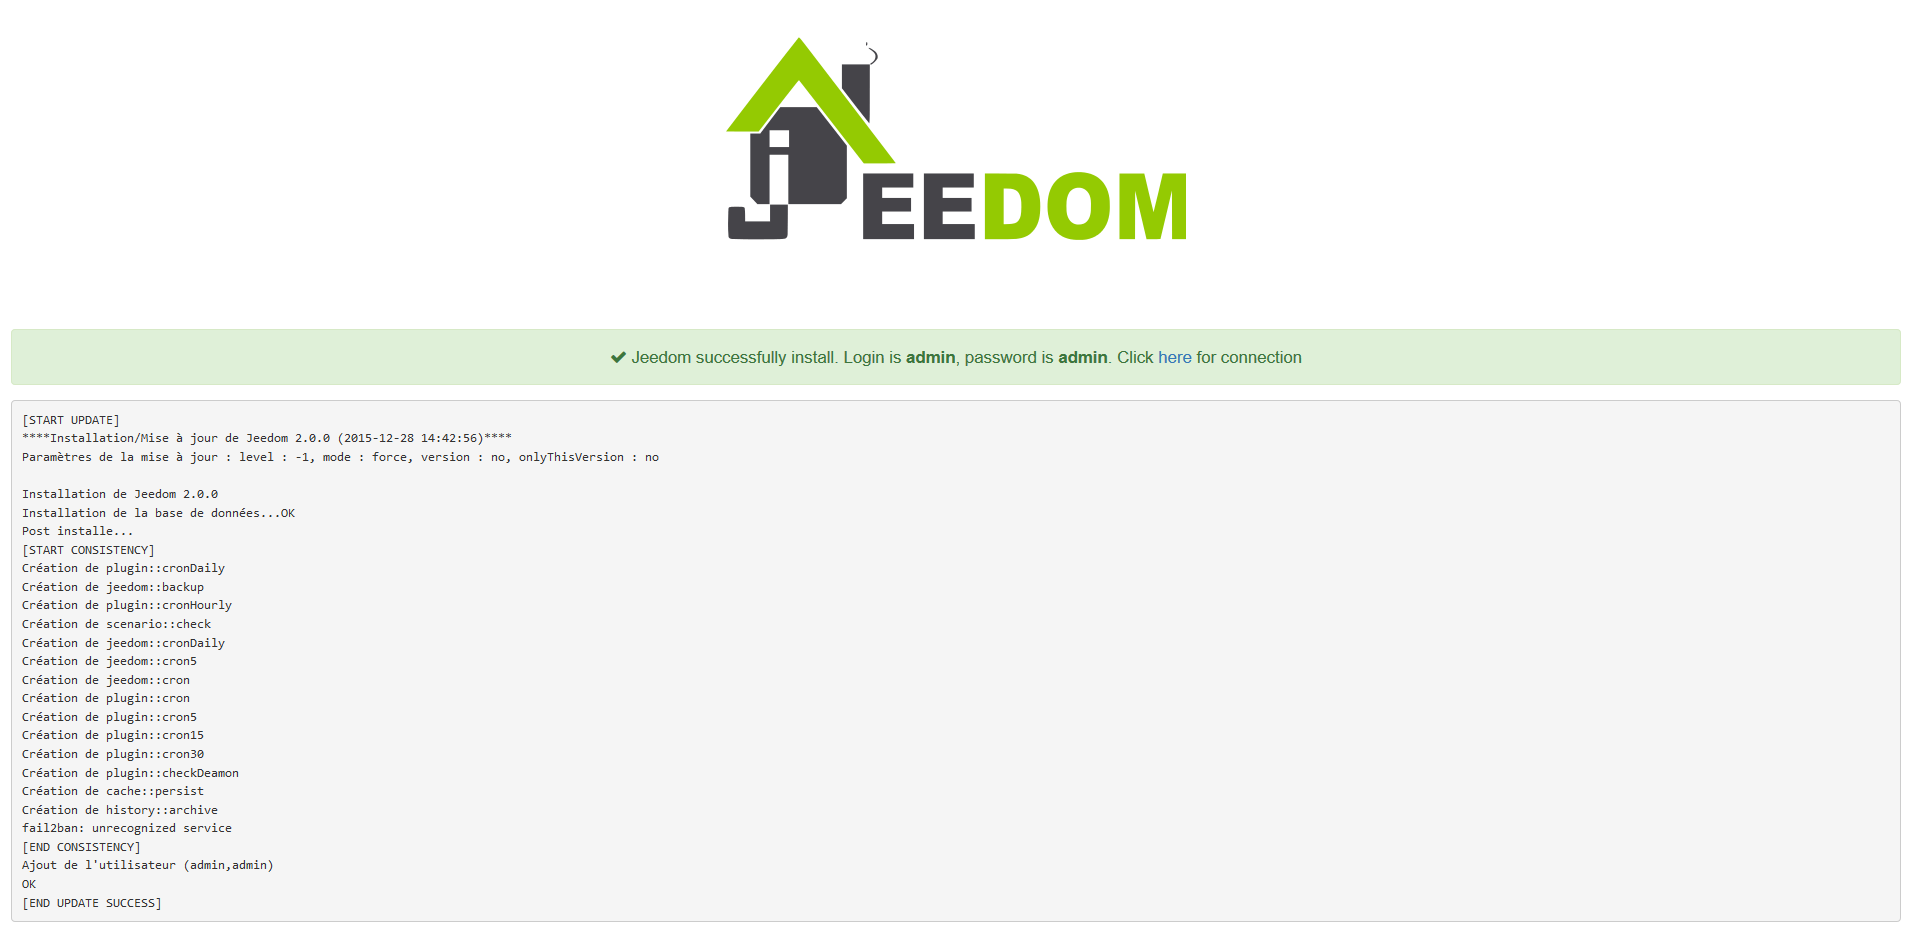 jEEDOM
Jeedom successfully install. Login is admin, password is admin. Click here for connection
[START UPDATE]
****Installation/Mise à jour de Jeedom 2.0.0 (2015-12-28 14:42:56)****
Paramètres de la mise à jour : level : -1, mode : force, version : no, onlyThisVersion : no
Installation de Jeedom 2.0.0
Installation de la base de données...OK
Post installe...
[START CONSISTENCY]
Création de plugin::cronDaily
Création de jeedom::backup
Création de plugin::cronHourly
Création de scenario::check
Création de jeedom::cronDaily
Création de jeedom::cron5
Création de jeedom::cron
Création de plugin::cron
Création de plugin::cron5
Création de plugin::cron15
Création de plugin::cron30
Création de plugin::checkDeamon
Création de cache::persist
Création de history::archive
fail2ban: unrecognized service
[END CONSISTENCY]
Ajout de l'utilisateur (admin,admin)
OK
[END UPDATE SUCCESS]